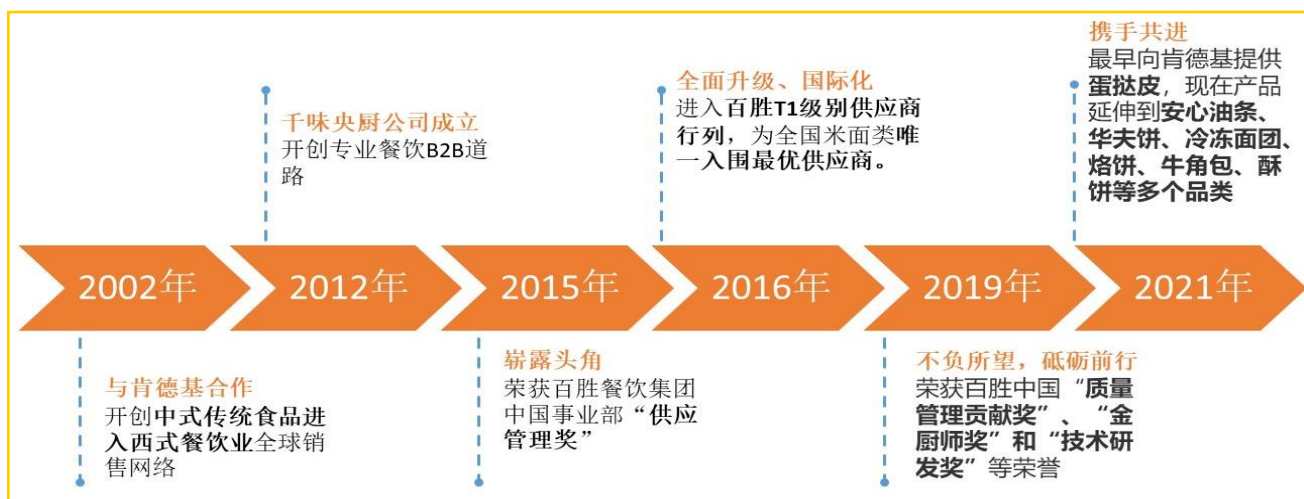 携手共进
最早向肯德基提供
蛋挞皮，现在产品
延伸到安心油条、
华夫饼、冷冻面团、
烙饼、牛角包、酥
饼等多个品类
全面升级、国际化
进入百胜T1级别供应商
行列，为全国米面类唯
一入围最优供应商。
千味央厨公司成立
开创专业餐饮B2B道
路
2002年
2012年
2015年
2016年
2019年
2021年
与肯德基合作
开创中式传统食品进
入西式餐饮业全球销
售网络
崭露头角
荣获百胜餐饮集团
中国事业部“供应
管理奖”
不负所望，砥砺前行
荣获百胜中国“质量
管理贡献奖”、“金
厨师奖”和“技术研
发奖”等荣誉